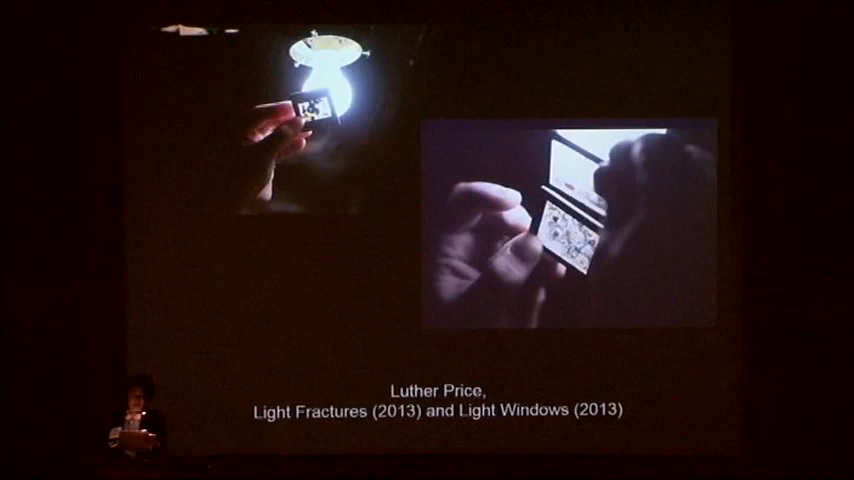 Luther Price,
Light Fractures (2013) and Light Windows (2013)